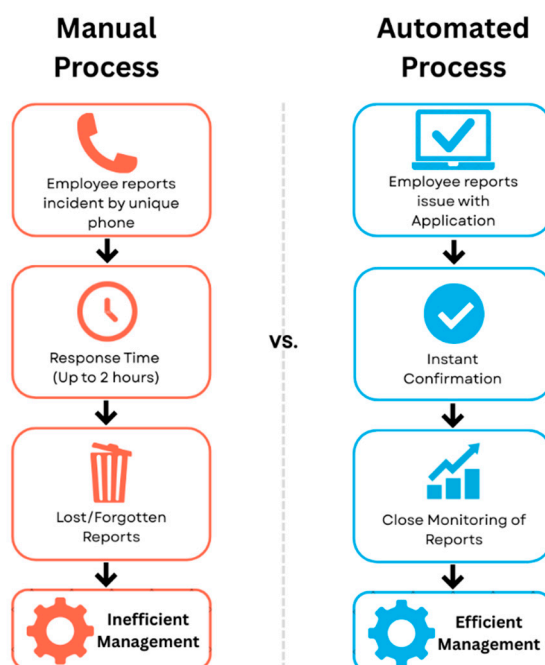 Manual
Process
Employee reports
incident by unique
phone
Response Time
(Up to 2 hours)
Lost/Forgotten
Reports
Inefficient
Management
vs.
Automated
Process
Employee reports
issue with
Application
Instant
Confirmation
Close Monitoring of
Reports
Efficient
Management